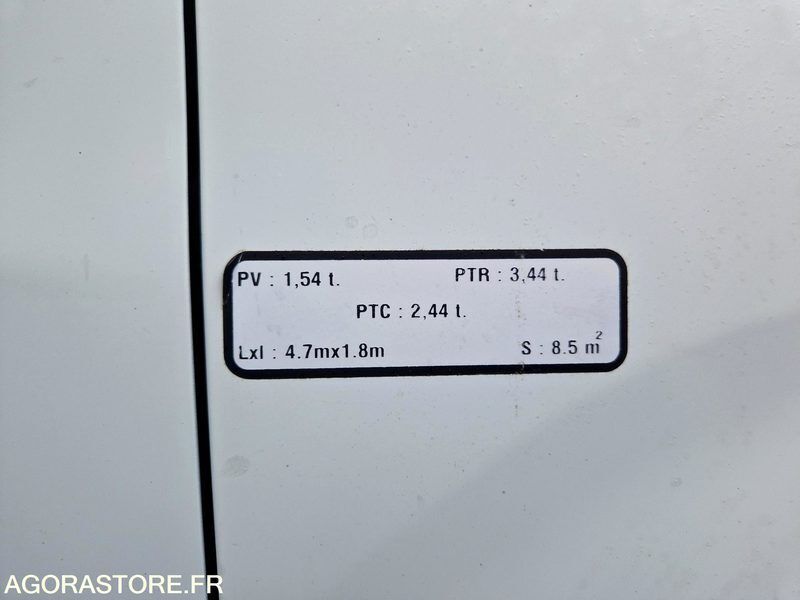 PV : 1,54 t. PTR : 3,44 t.
PTC : 2,44 t.
Lxl : 4.7mx1.8m S : 8.5 m²
AGORASTORE.FR